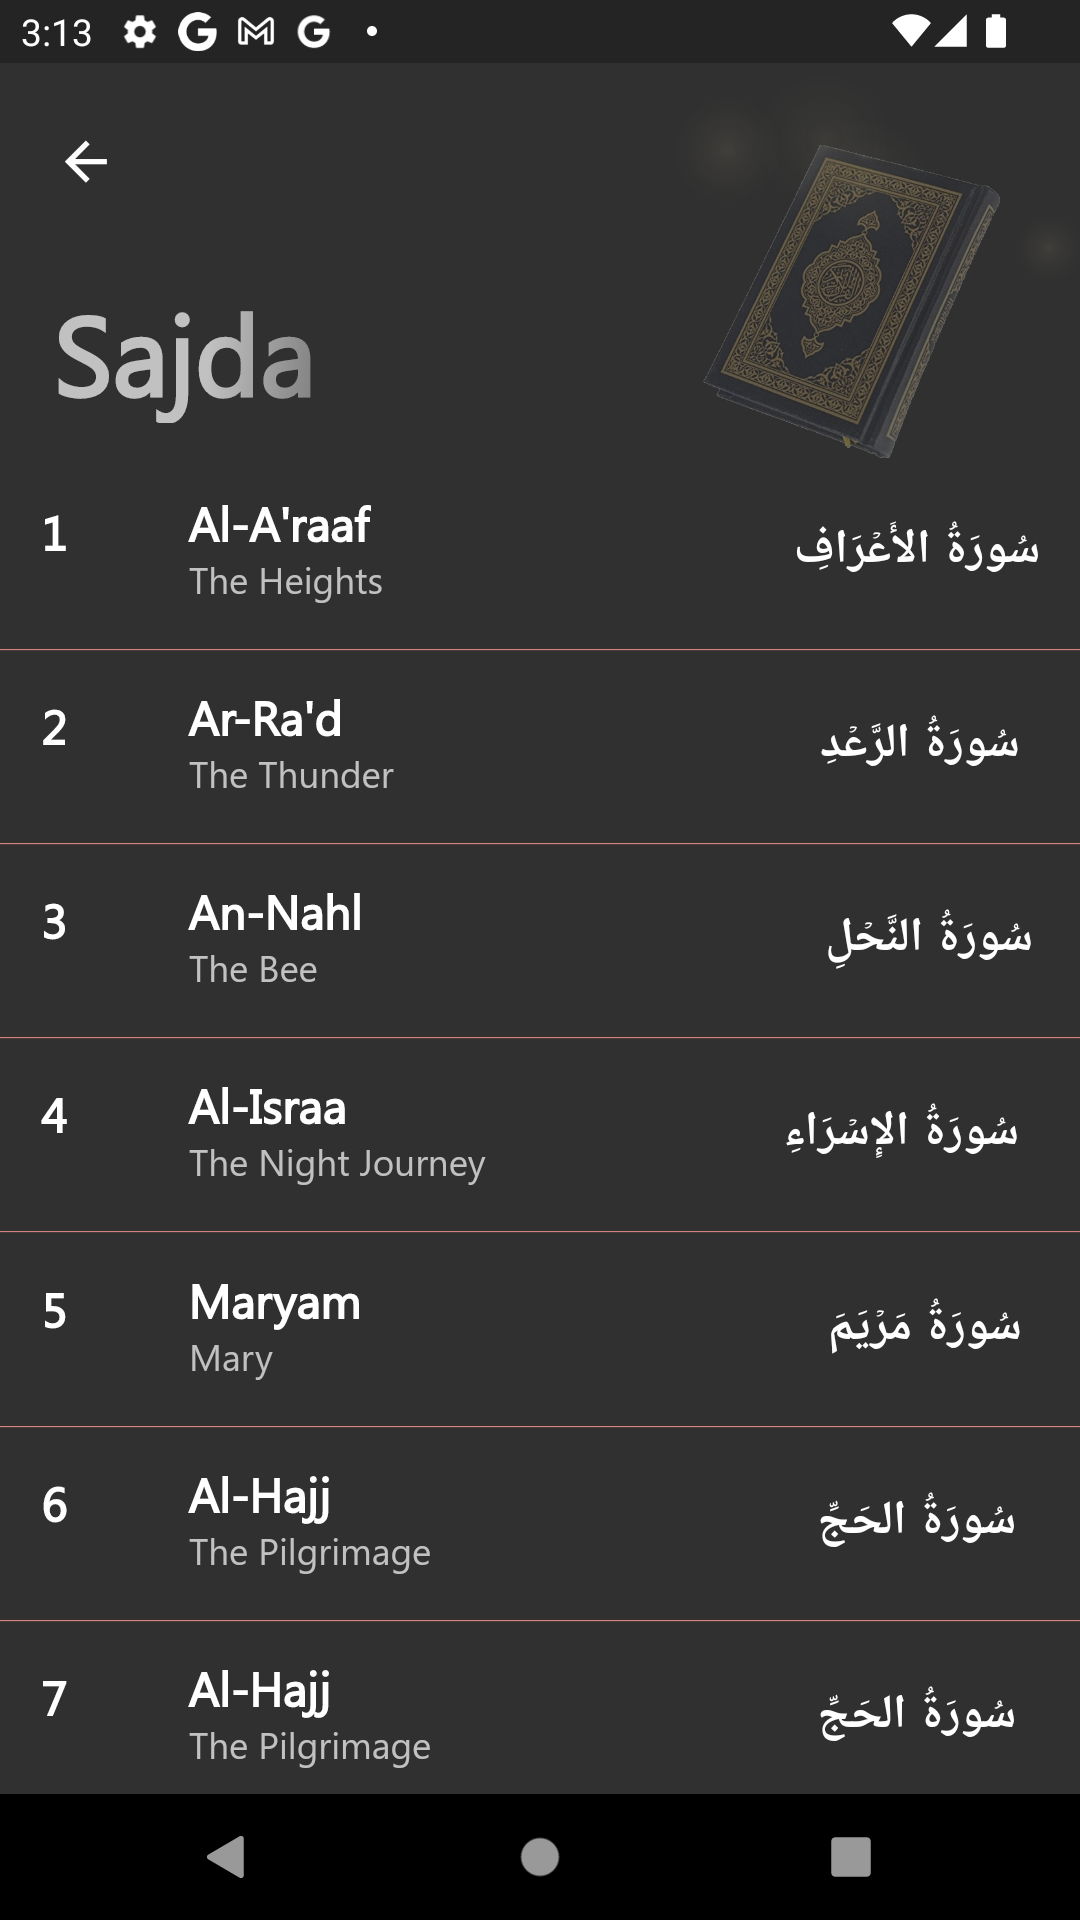 3:13
Sajda
1
Al-A'raaf
The Heights
سُورَةُ الأَعۡرَافِ
2
Ar-Ra'd
The Thunder
سُورَةُ الرَّعۡدِ
3
An-Nahl
The Bee
سُورَةُ النَّحۡلِ
4
Al-Israa
The Night Journey
سُورَةُ الإِسۡرَاءِ
5
Maryam
Mary
سُورَةُ مَرۡيَمَ
6
Al-Hajj
The Pilgrimage
سُورَةُ الحَجِّ
7
Al-Hajj
The Pilgrimage
سُورَةُ الحَجِّ